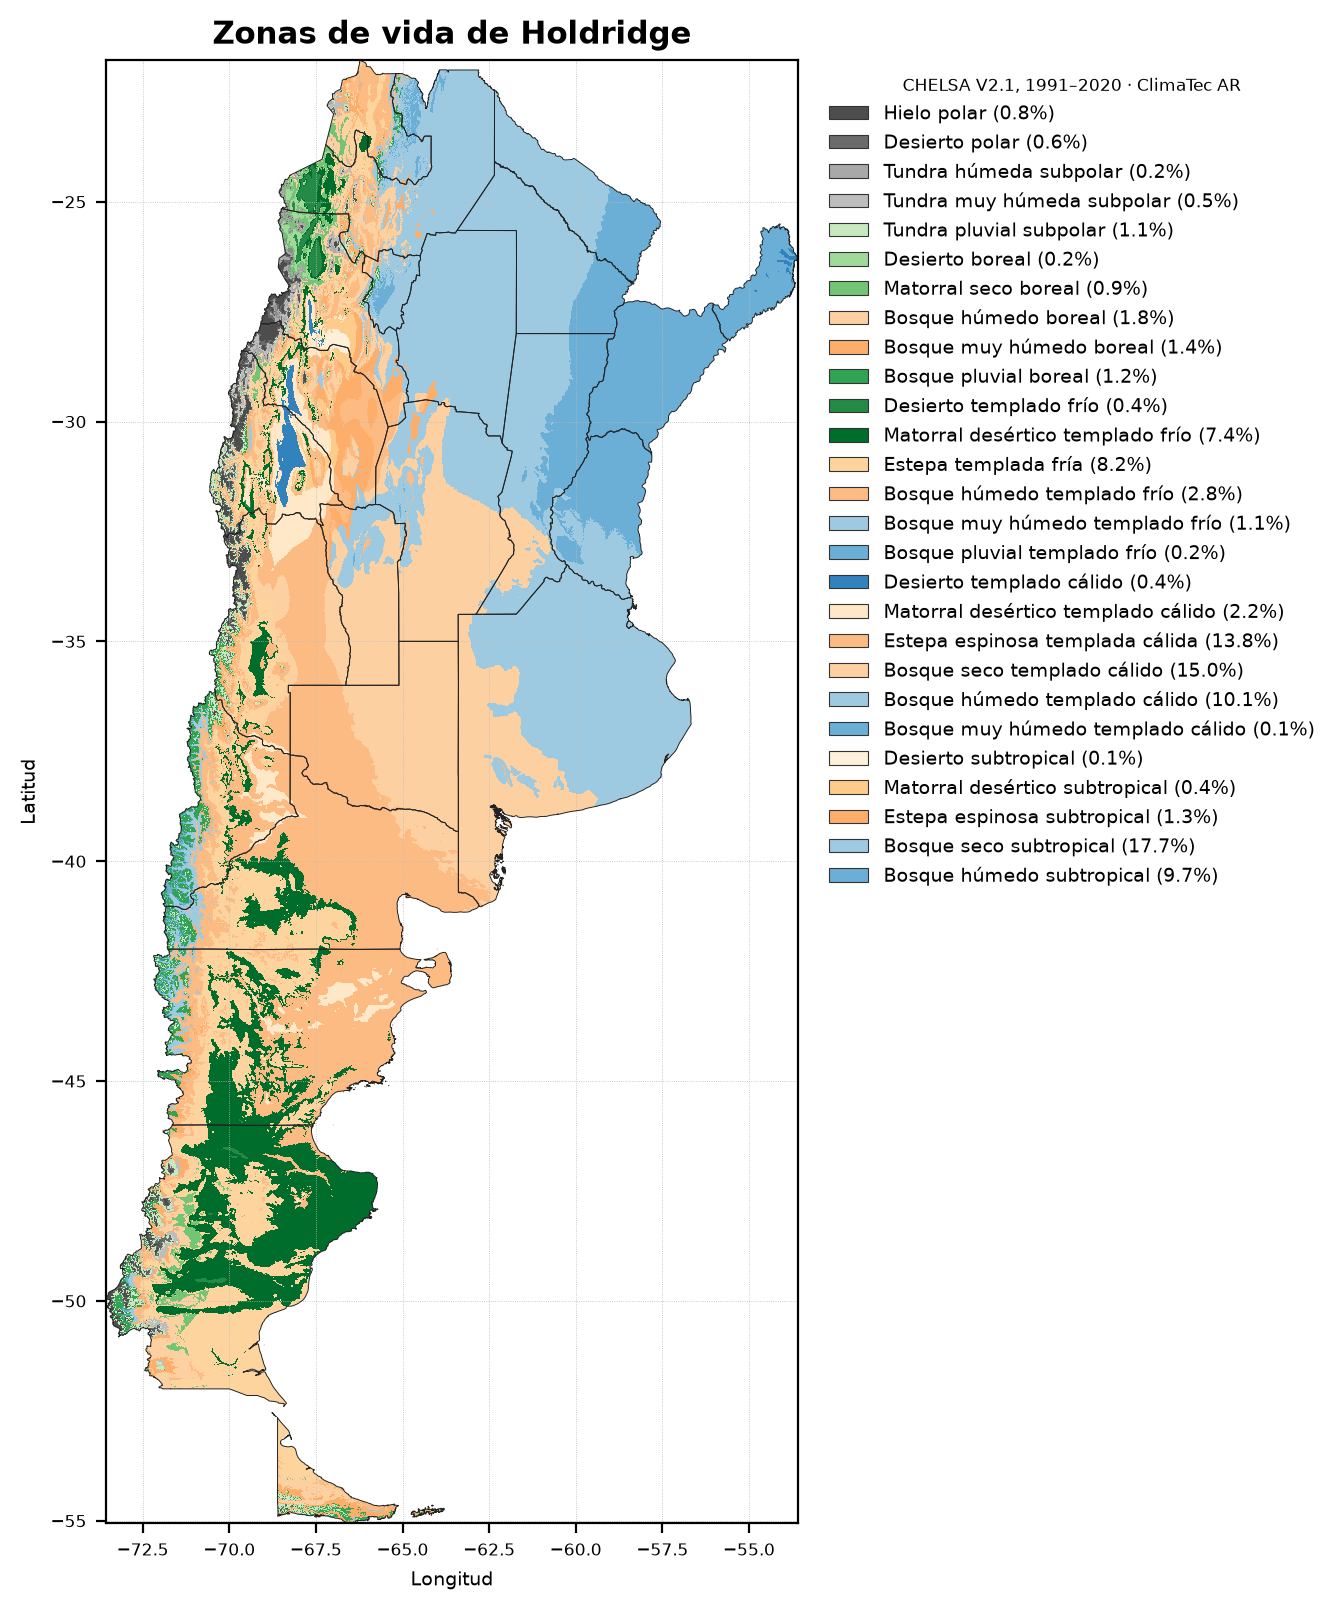 Zonas de vida de Holdridge
CHELSA V2.1, 1991–2020 · ClimaTec AR
Hielo polar (0.8%)
Desierto polar (0.6%)
Tundra húmeda subpolar (0.2%)
Tundra muy húmeda subpolar (0.5%)
Tundra pluvial subpolar (1.1%)
Desierto boreal (0.2%)
Matorral seco boreal (0.9%)
Bosque húmedo boreal (1.8%)
Bosque muy húmedo boreal (1.4%)
Bosque pluvial boreal (1.2%)
Desierto templado frío (0.4%)
Matorral desértico templado frío (7.4%)
Estepa templada fría (8.2%)
Bosque húmedo templado frío (2.8%)
Bosque muy húmedo templado frío (1.1%)
Bosque pluvial templado frío (0.2%)
Desierto templado cálido (0.4%)
Matorral desértico templado cálido (2.2%)
Estepa espinosa templada cálida (13.8%)
Bosque seco templado cálido (15.0%)
Bosque húmedo templado cálido (10.1%)
Bosque muy húmedo templado cálido (0.1%)
Desierto subtropical (0.1%)
Matorral desértico subtropical (0.4%)
Estepa espinosa subtropical (1.3%)
Bosque seco subtropical (17.7%)
Bosque húmedo subtropical (9.7%)
Latitud
−25
−30
−35
−40
−45
−50
−55
−72.5 −70.0 −67.5 −65.0 −62.5 −60.0 −57.5 −55.0
Longitud